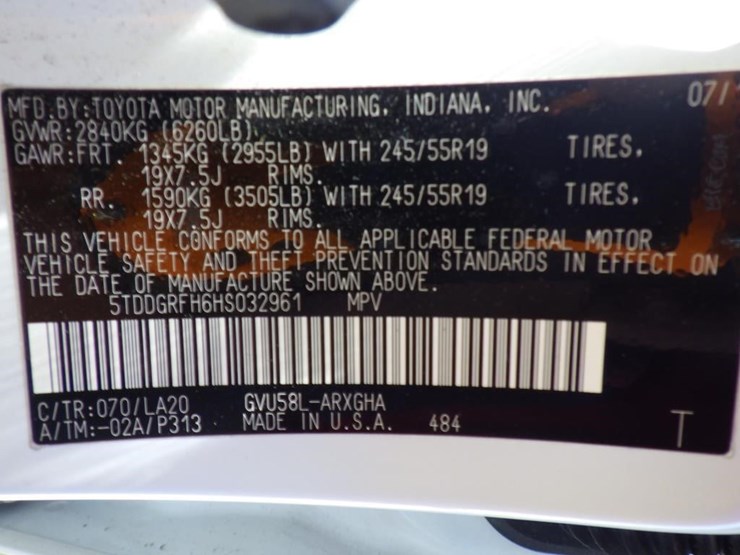 MFD.BY:TOYOTA MOTOR MANUFACTURING, INDIANA, INC. 07/1
GVWR:2840KG (6260LB)
GAWR:FRT. 1345KG (2955LB) WITH 245/55R19 TIRES,
19X7.5J RIMS.
RR. 1590KG (3505LB) WITH 245/55R19 TIRES,
19X7.5J RIMS.
THIS VEHICLE CONFORMS TO ALL APPLICABLE FEDERAL MOTOR
VEHICLE SAFETY AND THEFT PREVENTION STANDARDS IN EFFECT ON
THE DATE OF MANUFACTURE SHOWN ABOVE.
5TDDGRFH6HS032961 MPV
C/TR:070/LA20 GVU58L-ARXGHA
A/TM:-02A/P313 MADE IN U.S.A. 484 T